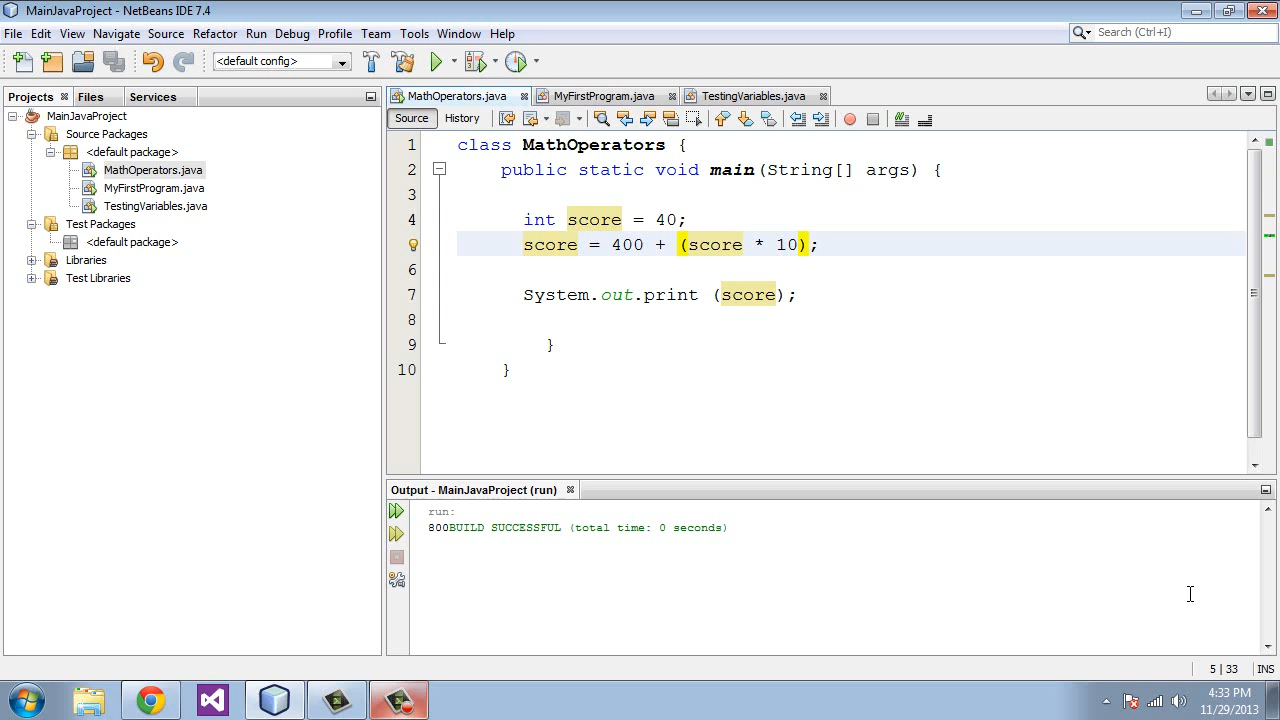 MainJavaProject - NetBeans IDE 7.4
File Edit View Navigate Source Refactor Run Debug Profile Team Tools Window Help
Search (Ctrl+I)
<default config>
Projects Files Services
MathOperators.java MyFirstProgram.java TestingVariables.java
Source History
MainJavaProject
Source Packages
<default package>
MathOperators.java
MyFirstProgram.java
TestingVariables.java
Test Packages
<default package>
Libraries
Test Libraries
1 class MathOperators {
2 public static void main(String[] args) {
3
4 int score = 40;
score = 400 + (score * 10);
6
7 System.out.print (score);
8
9 }
10 }
Output - MainJavaProject (run)
run:
800BUILD SUCCESSFUL (total time: 0 seconds)
5 | 33 INS
4:33 PM
11/29/2013